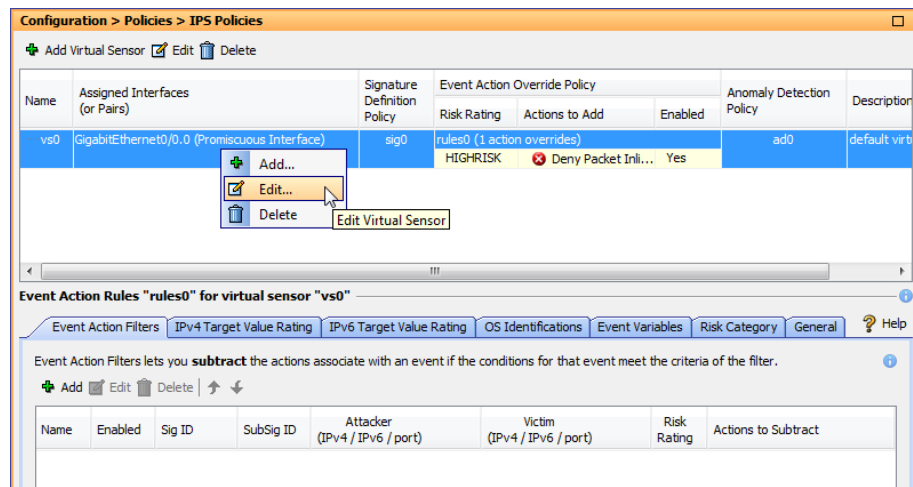 Configuration > Policies > IPS Policies
Add Virtual Sensor Edit Delete
Name
Assigned Interfaces
(or Pairs)
Signature
Definition
Policy
Event Action Override Policy
Risk Rating Actions to Add Enabled
Anomaly Detection
Policy
Description
vs0 GigabitEthernet0/0.0 (Promiscuous Interface) sig0 rules0 (1 action overrides) ad0 default virt
HIGHRISK Deny Packet Inli... Yes
Add...
Edit...
Delete
Edit Virtual Sensor
Event Action Rules "rules0" for virtual sensor "vs0"
Event Action Filters IPv4 Target Value Rating IPv6 Target Value Rating OS Identifications Event Variables Risk Category General Help
Event Action Filters lets you subtract the actions associate with an event if the conditions for that event meet the criteria of the filter.
Add Edit Delete
Name Enabled Sig ID SubSig ID
Attacker
(IPv4 / IPv6 / port)
Victim
(IPv4 / IPv6 / port)
Risk
Rating
Actions to Subtract